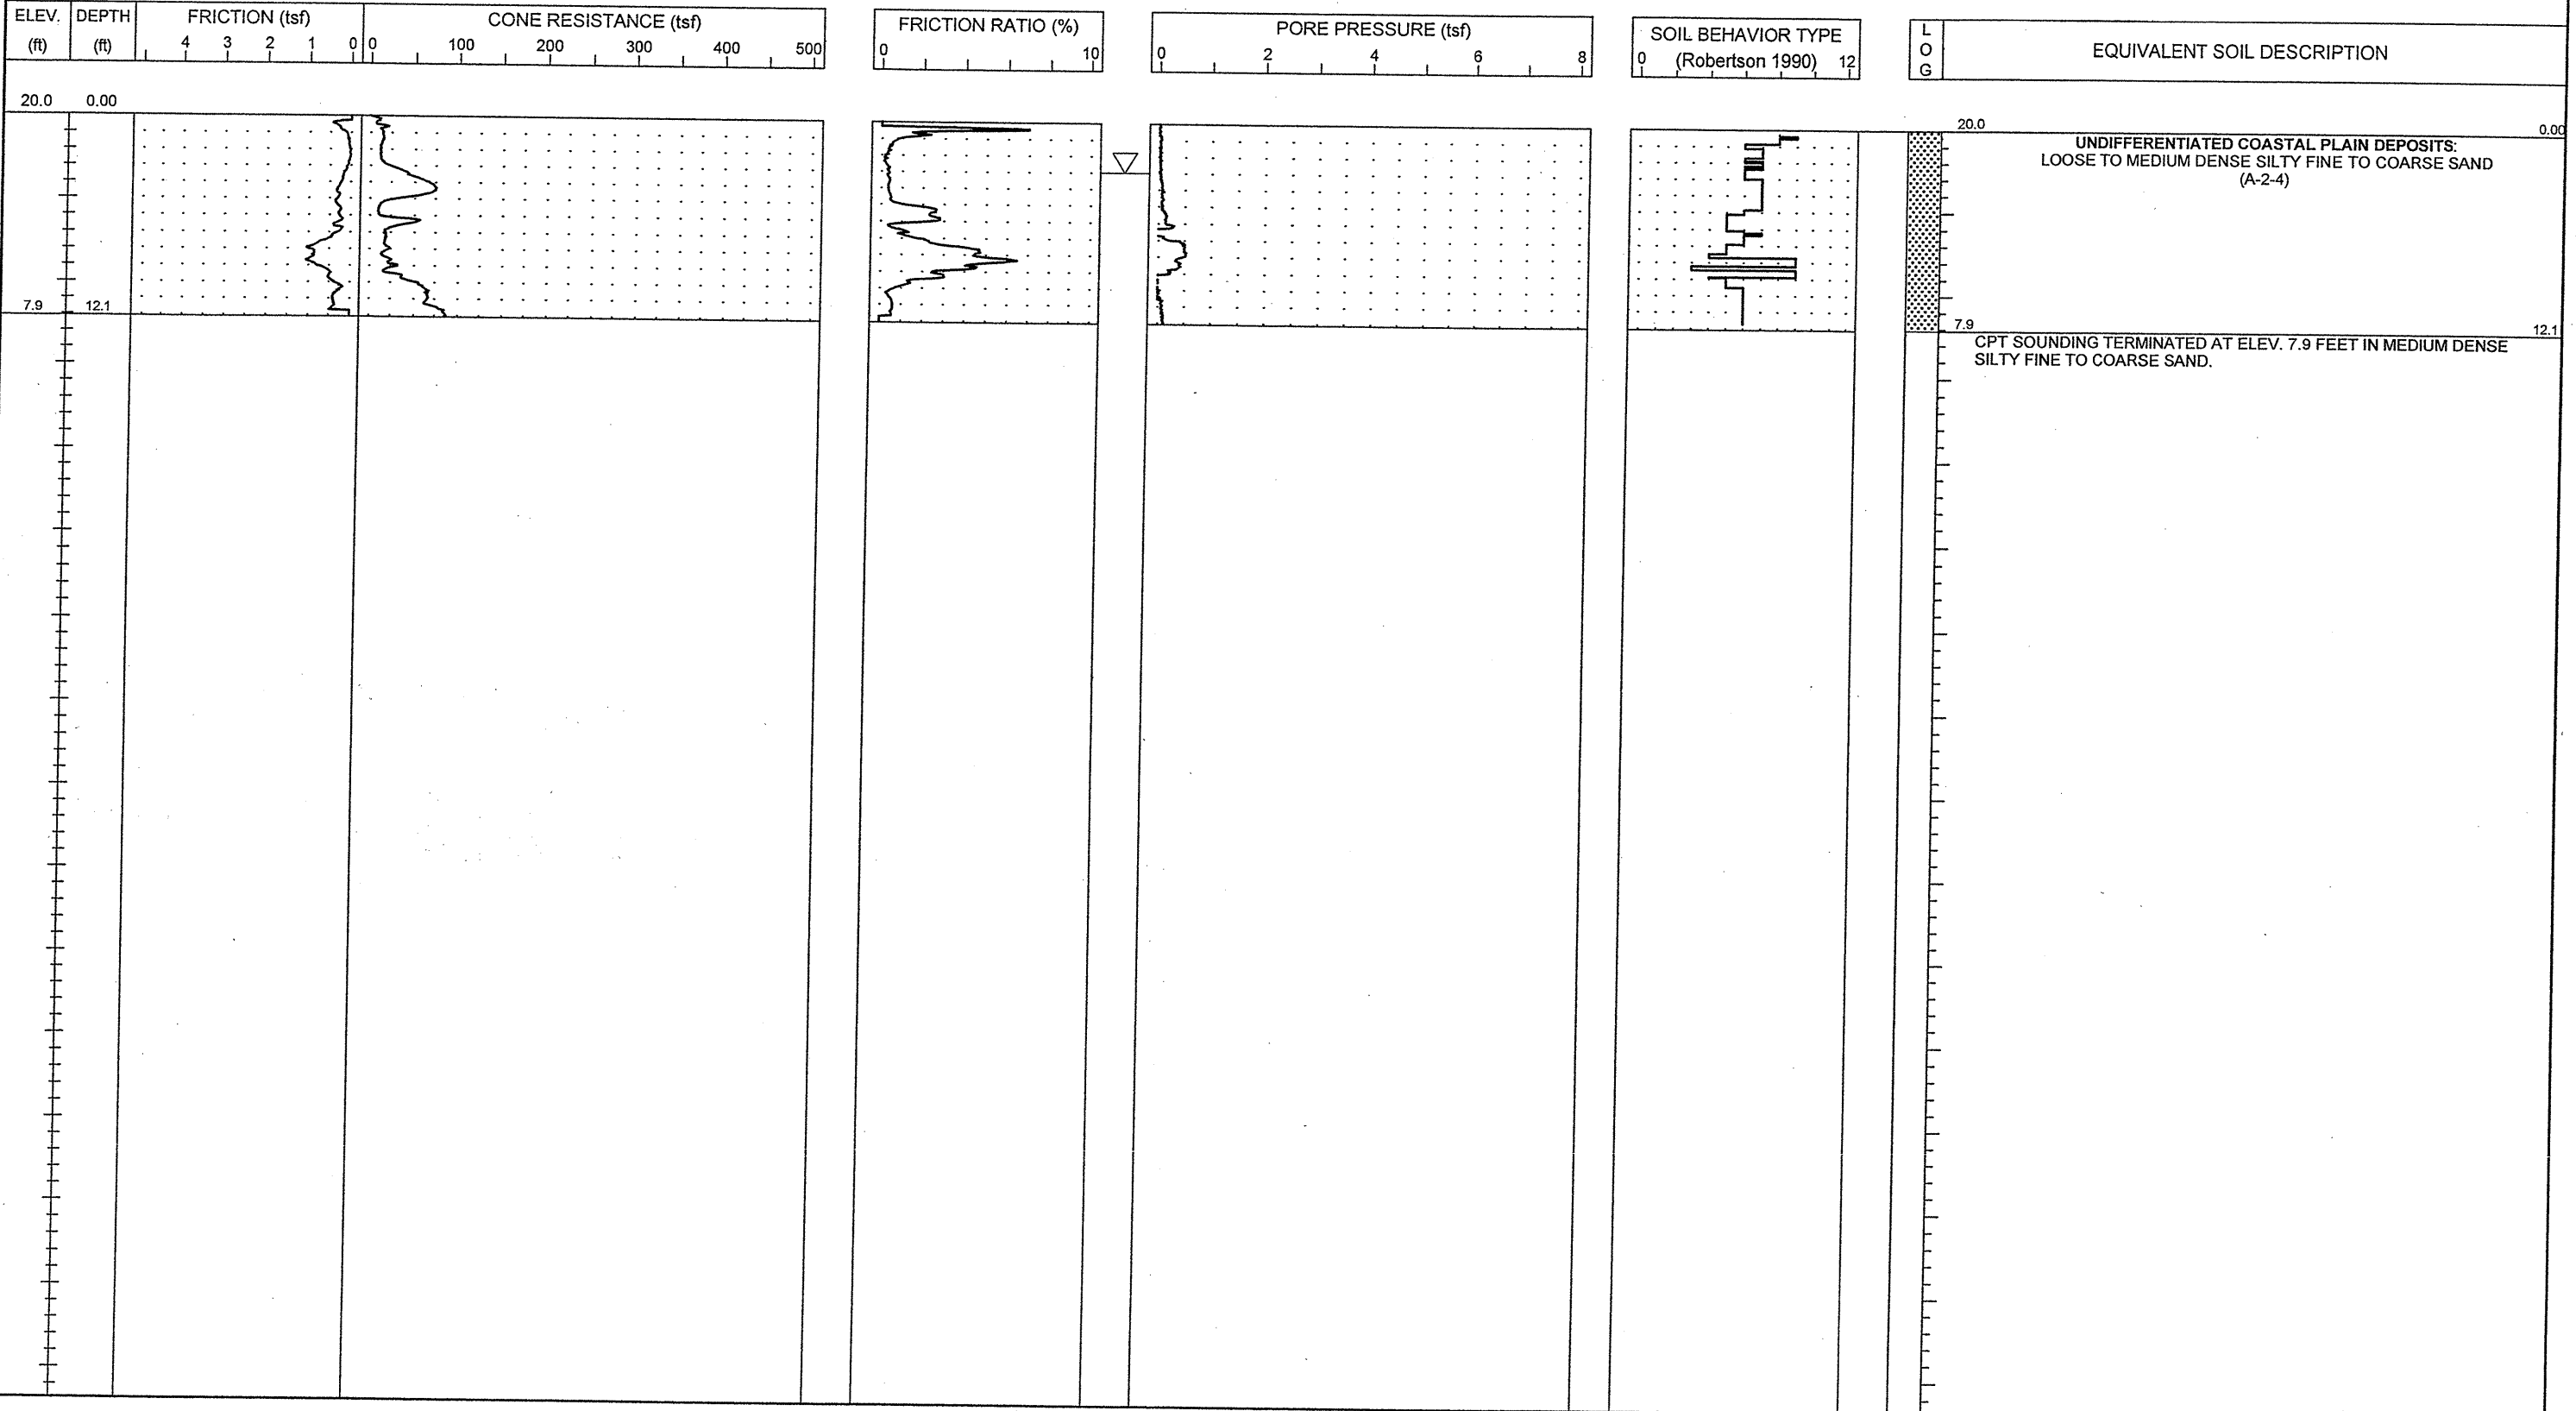 ELEV. DEPTH FRICTION (tsf) CONE RESISTANCE (tsf) FRICTION RATIO (%) PORE PRESSURE (tsf) SOIL BEHAVIOR TYPE LOG EQUIVALENT SOIL DESCRIPTION
(ft) (ft) 4 3 2 1 0 0 100 200 300 400 500 0 10 0 2 4 6 8 0 (Robertson 1990) 12
20.0 0.00
20.0 0.00
UNDIFFERENTIATED COASTAL PLAIN DEPOSITS:
LOOSE TO MEDIUM DENSE SILTY FINE TO COARSE SAND
(A-2-4)
7.9 12.1
7.9 12.1
CPT SOUNDING TERMINATED AT ELEV. 7.9 FEET IN MEDIUM DENSE
SILTY FINE TO COARSE SAND.